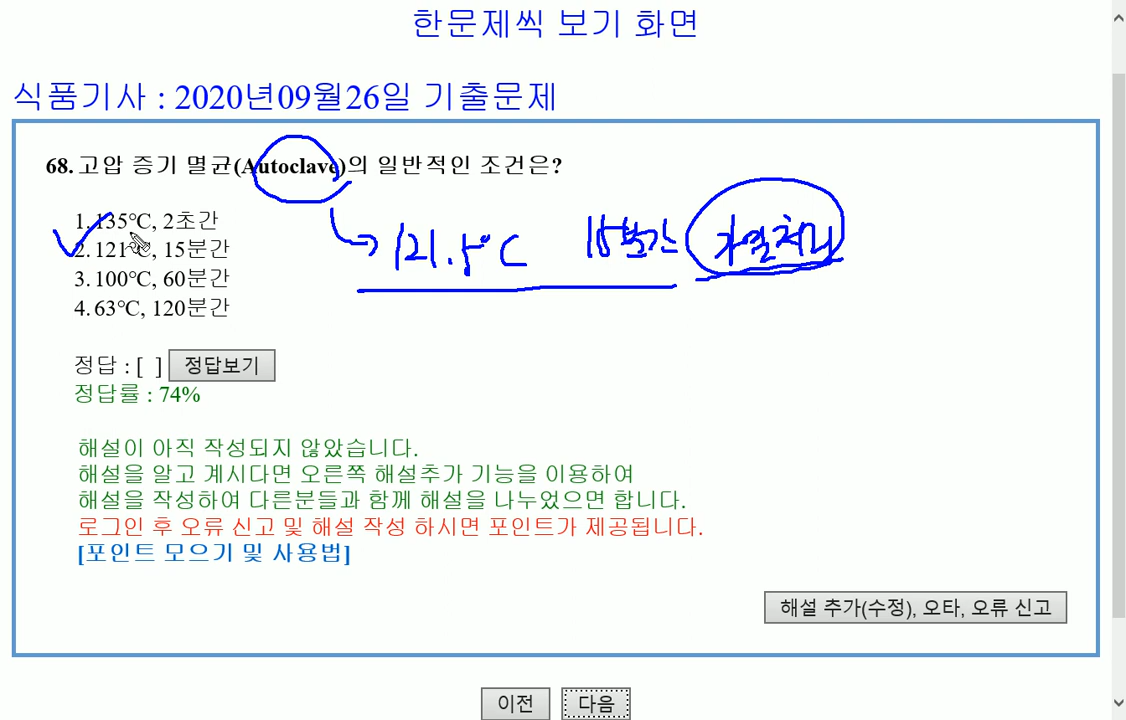 한문제씩 보기 화면
식품기사 : 2020년09월26일 기출문제
68. 고압 증기 멸균(Autoclave)의 일반적인 조건은?
1. 135℃, 2초간
2. 121℃, 15분간
3. 100℃, 60분간
4. 63℃, 120분간
121.5°C 15분간 가열처리
정답 : [ ] 정답보기
정답률 : 74%
해설이 아직 작성되지 않았습니다.
해설을 알고 계시다면 오른쪽 해설추가 기능을 이용하여
해설을 작성하여 다른분들과 함께 해설을 나누었으면 합니다.
로그인 후 오류 신고 및 해설 작성 하시면 포인트가 제공됩니다.
[포인트 모으기 및 사용법]
해설 추가(수정), 오타, 오류 신고
이전 다음